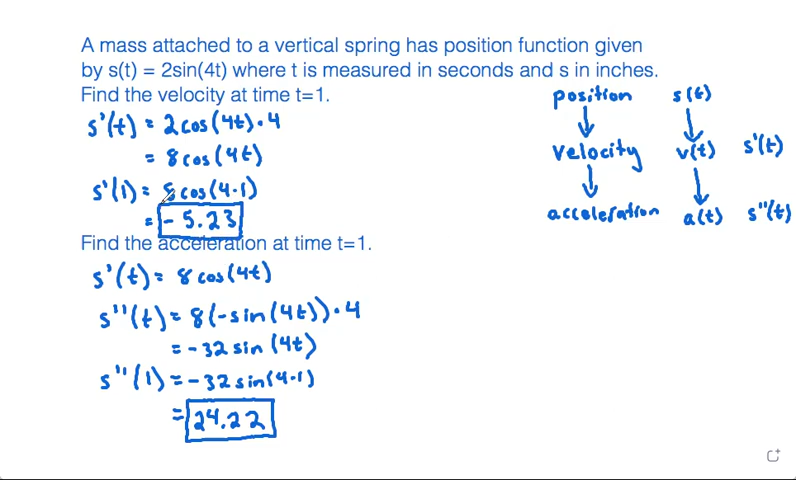 A mass attached to a vertical spring has position function given
by s(t) = 2sin(4t) where t is measured in seconds and s in inches.
Find the velocity at time t=1.
position s(t)
s'(t) = 2cos(4t)·4
= 8cos(4t)
velocity v(t) s'(t)
s'(1) = 8cos(4·1)
= -5.23
acceleration a(t) s''(t)
Find the acceleration at time t=1.
s'(t) = 8cos(4t)
s''(t) = 8(-sin(4t))·4
= -32sin(4t)
s''(1) = -32sin(4·1)
= 24.22